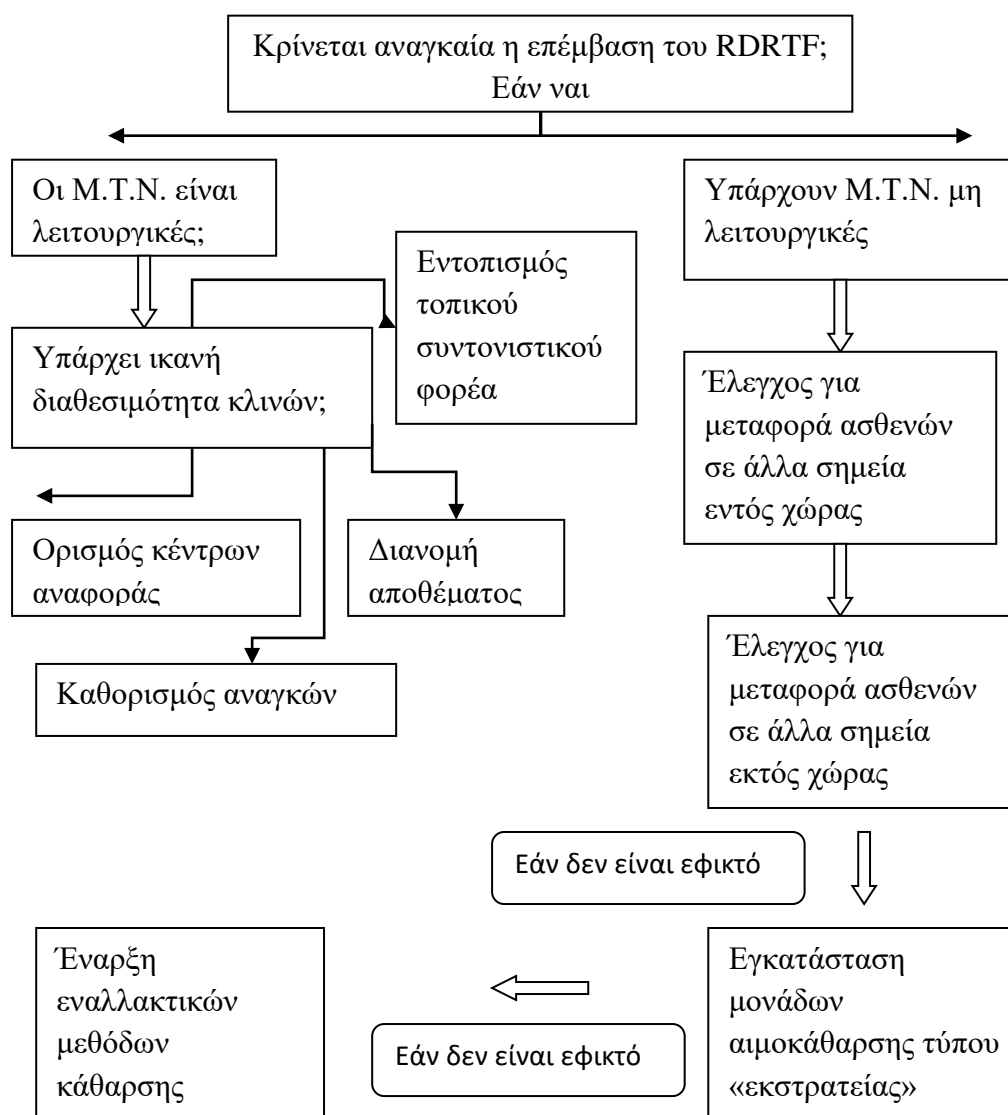 Κρίνεται αναγκαία η επέμβαση του RDRTF;
Εάν ναι
Οι Μ.Τ.Ν. είναι
λειτουργικές;
Υπάρχουν Μ.Τ.Ν. μη
λειτουργικές
Εντοπισμός
τοπικού
συντονιστικού
φορέα
Υπάρχει ικανή
διαθεσιμότητα κλινών;
Έλεγχος για
μεταφορά ασθενών
σε άλλα σημεία
εντός χώρας
Ορισμός κέντρων
αναφοράς
Διανομή
αποθέματος
Καθορισμός αναγκών
Έλεγχος για
μεταφορά ασθενών
σε άλλα σημεία
εκτός χώρας
Εάν δεν είναι εφικτό
Έναρξη
εναλλακτικών
μεθόδων
κάθαρσης
Εάν δεν είναι εφικτό
Εγκατάσταση
μονάδων
αιμοκάθαρσης τύπου
«εκστρατείας»